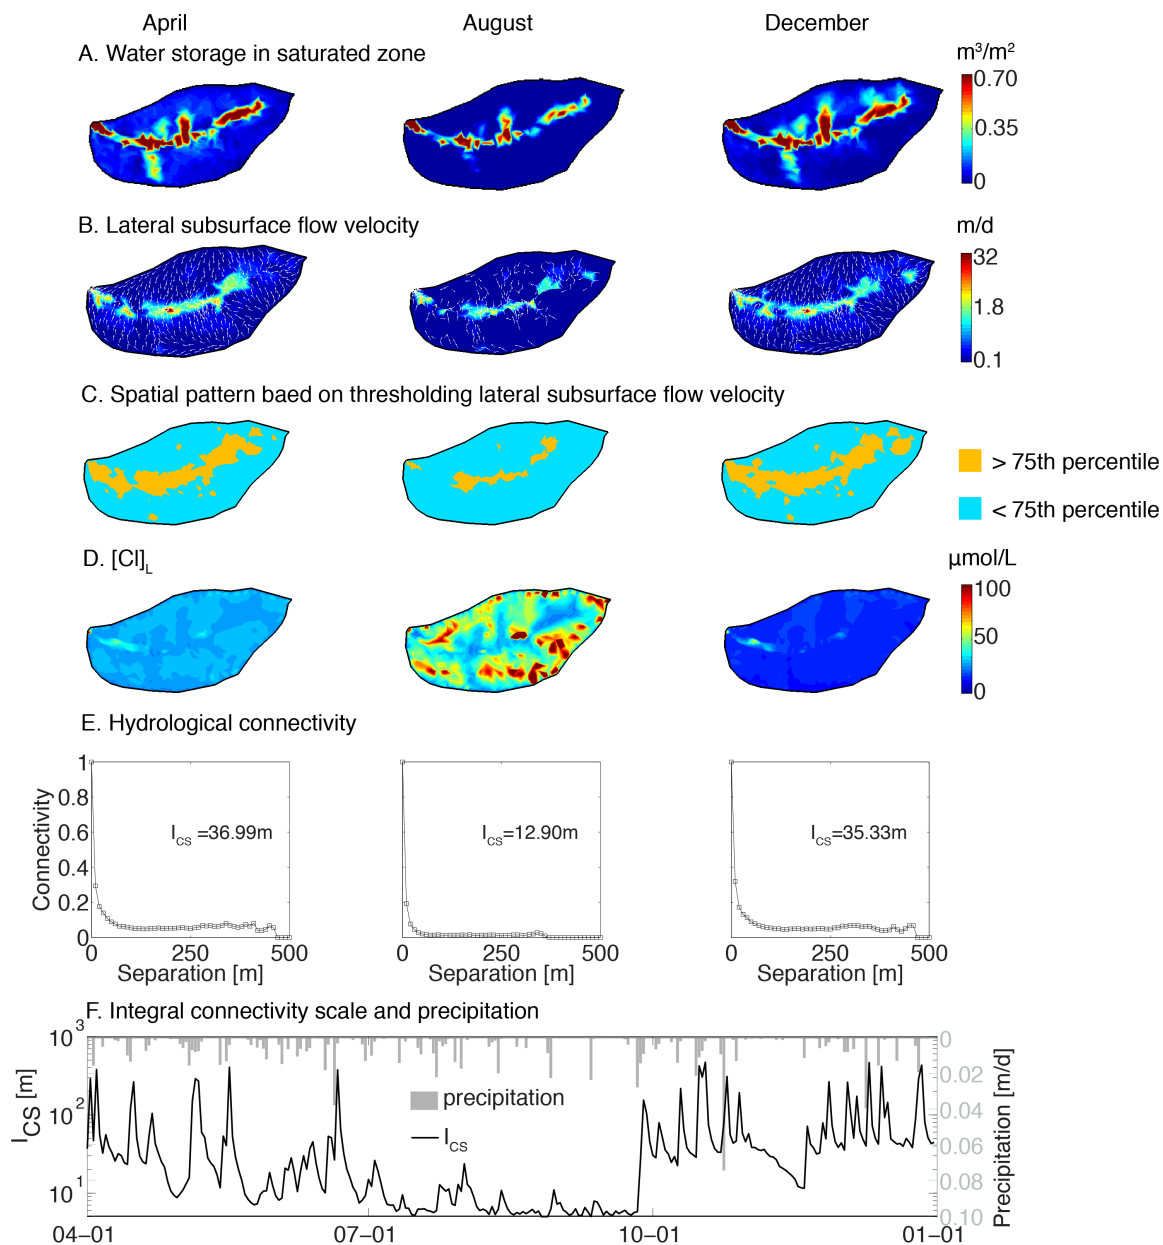 April August December
A. Water storage in saturated zone
m³/m²
0.70
0.35
0
B. Lateral subsurface flow velocity
m/d
32
1.8
0.1
C. Spatial pattern baed on thresholding lateral subsurface flow velocity
> 75th percentile
< 75th percentile
D. [Cl]L
μmol/L
100
50
0
E. Hydrological connectivity
Connectivity
1
0.8
0.6
0.4
0.2
0
ICS =36.99m
ICS=12.90m
ICS=35.33m
0 250 500
0 250 500
0 250 500
Separation [m] Separation [m] Separation [m]
F. Integral connectivity scale and precipitation
ICS [m]
10³
10²
10¹
precipitation
ICS
0
0.02
0.04
0.06
0.08
0.10
Precipitation [m/d]
04−01 07−01 10−01 01−01